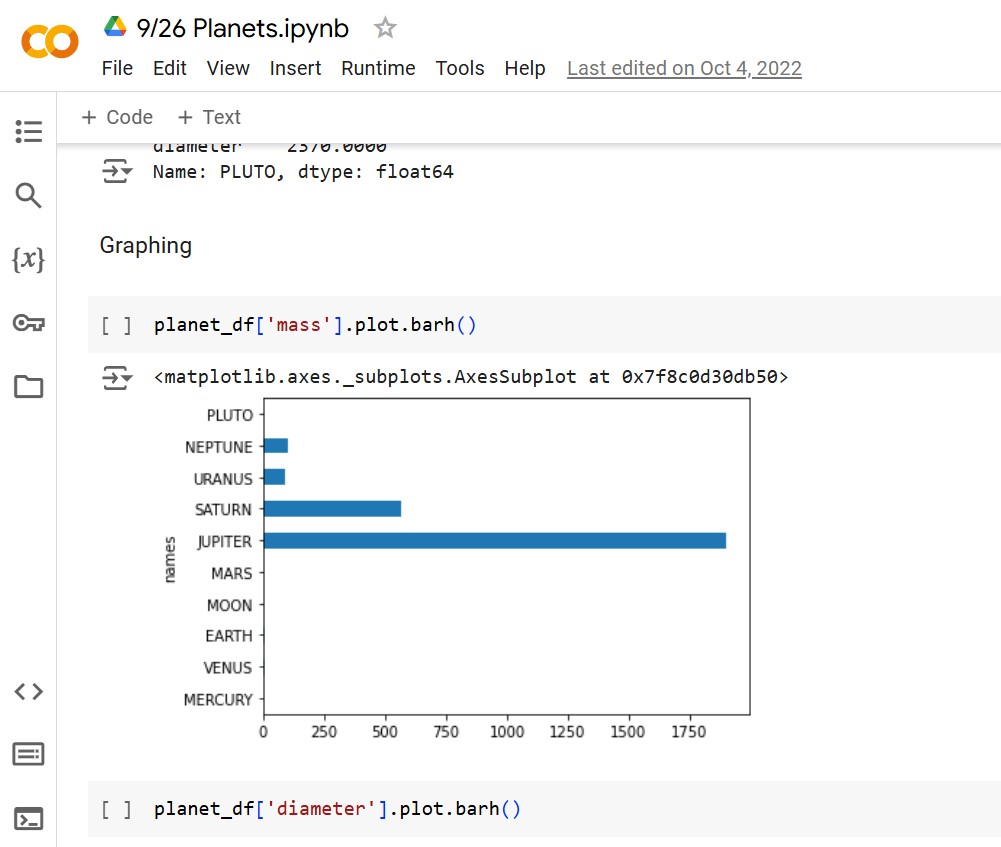 9/26 Planets.ipynb
File Edit View Insert Runtime Tools Help Last edited on Oct 4, 2022
+ Code + Text
diameter 2370.0000
Name: PLUTO, dtype: float64
{x}
Graphing
[ ] planet_df['mass'].plot.barh()
<matplotlib.axes._subplots.AxesSubplot at 0x7f8c0d30db50>
PLUTO
NEPTUNE
URANUS
SATURN
JUPITER
names
MARS
MOON
EARTH
VENUS
MERCURY
0 250 500 750 1000 1250 1500 1750
[ ] planet_df['diameter'].plot.barh()